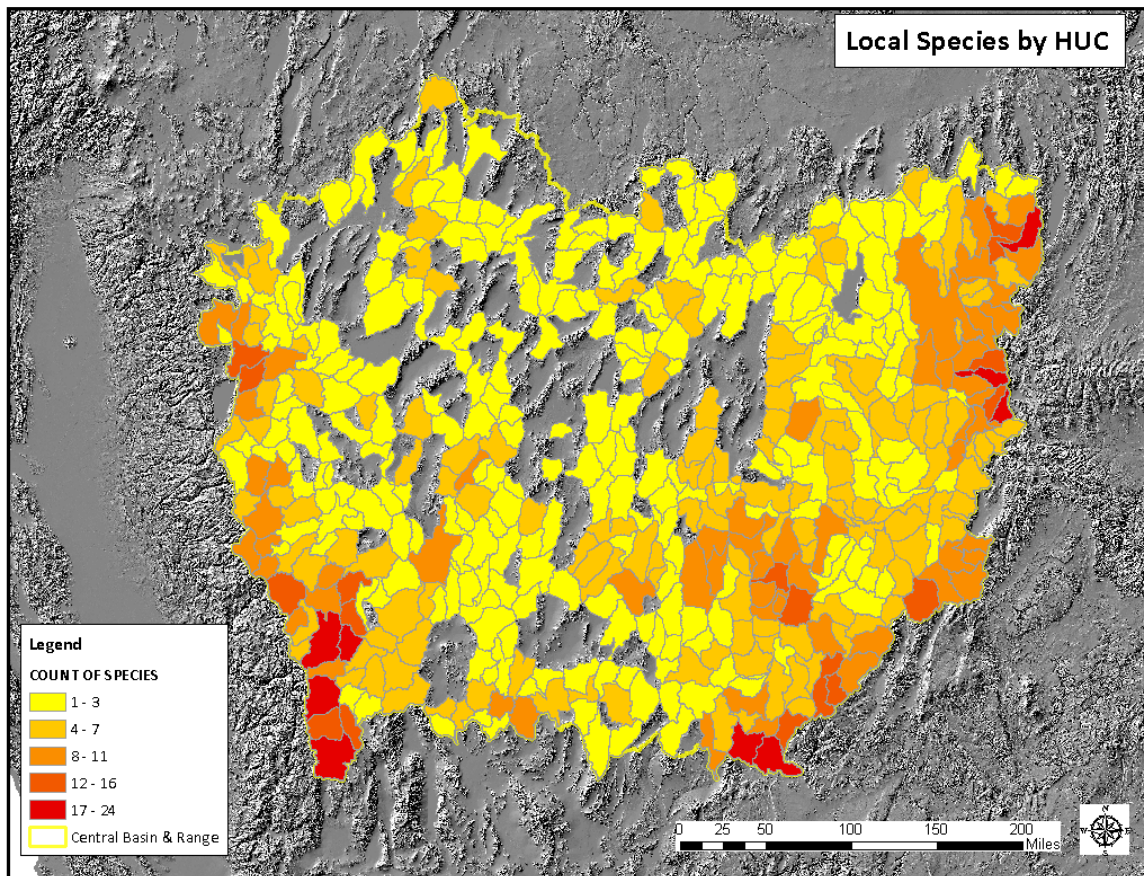 Local Species by HUC
Legend
COUNT OF SPECIES
1 - 3
4 - 7
8 - 11
12 - 16
17 - 24
Central Basin & Range
0 25 50 100 150 200
Miles
N
W E
S